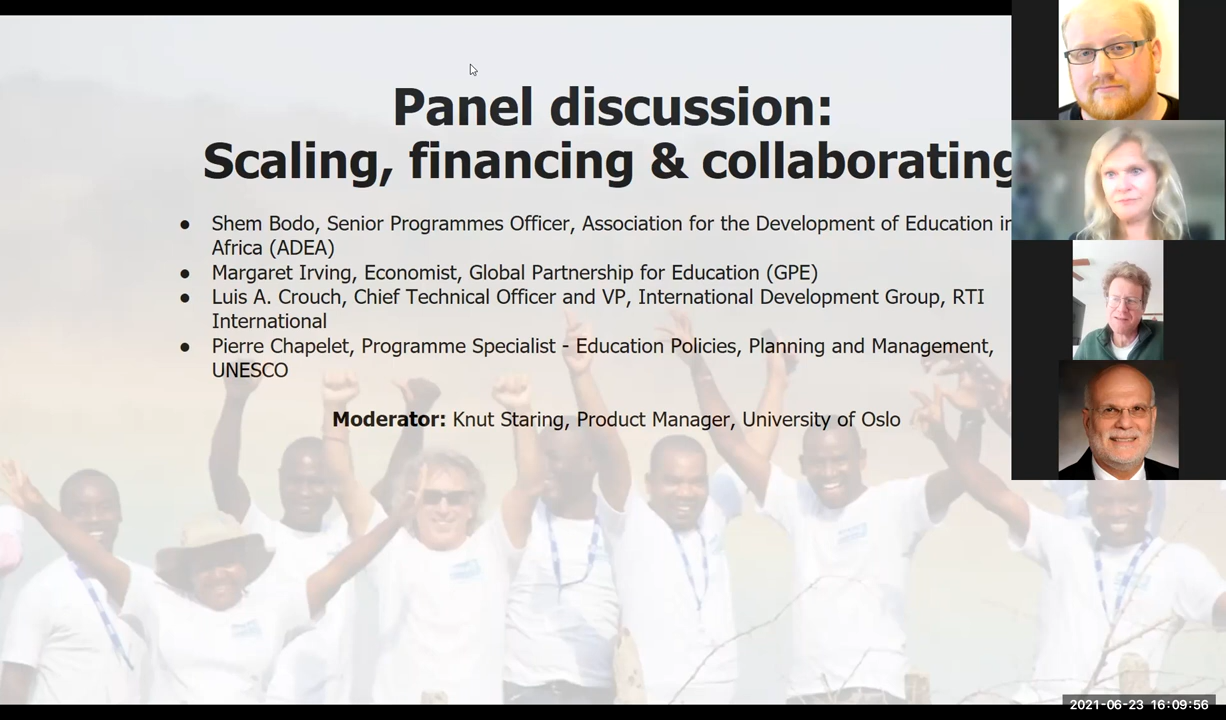 Panel discussion:
Scaling, financing & collaborating
● Shem Bodo, Senior Programmes Officer, Association for the Development of Education in
Africa (ADEA)
● Margaret Irving, Economist, Global Partnership for Education (GPE)
● Luis A. Crouch, Chief Technical Officer and VP, International Development Group, RTI
International
● Pierre Chapelet, Programme Specialist - Education Policies, Planning and Management,
UNESCO
Moderator: Knut Staring, Product Manager, University of Oslo
2021-06-23 16:09:56